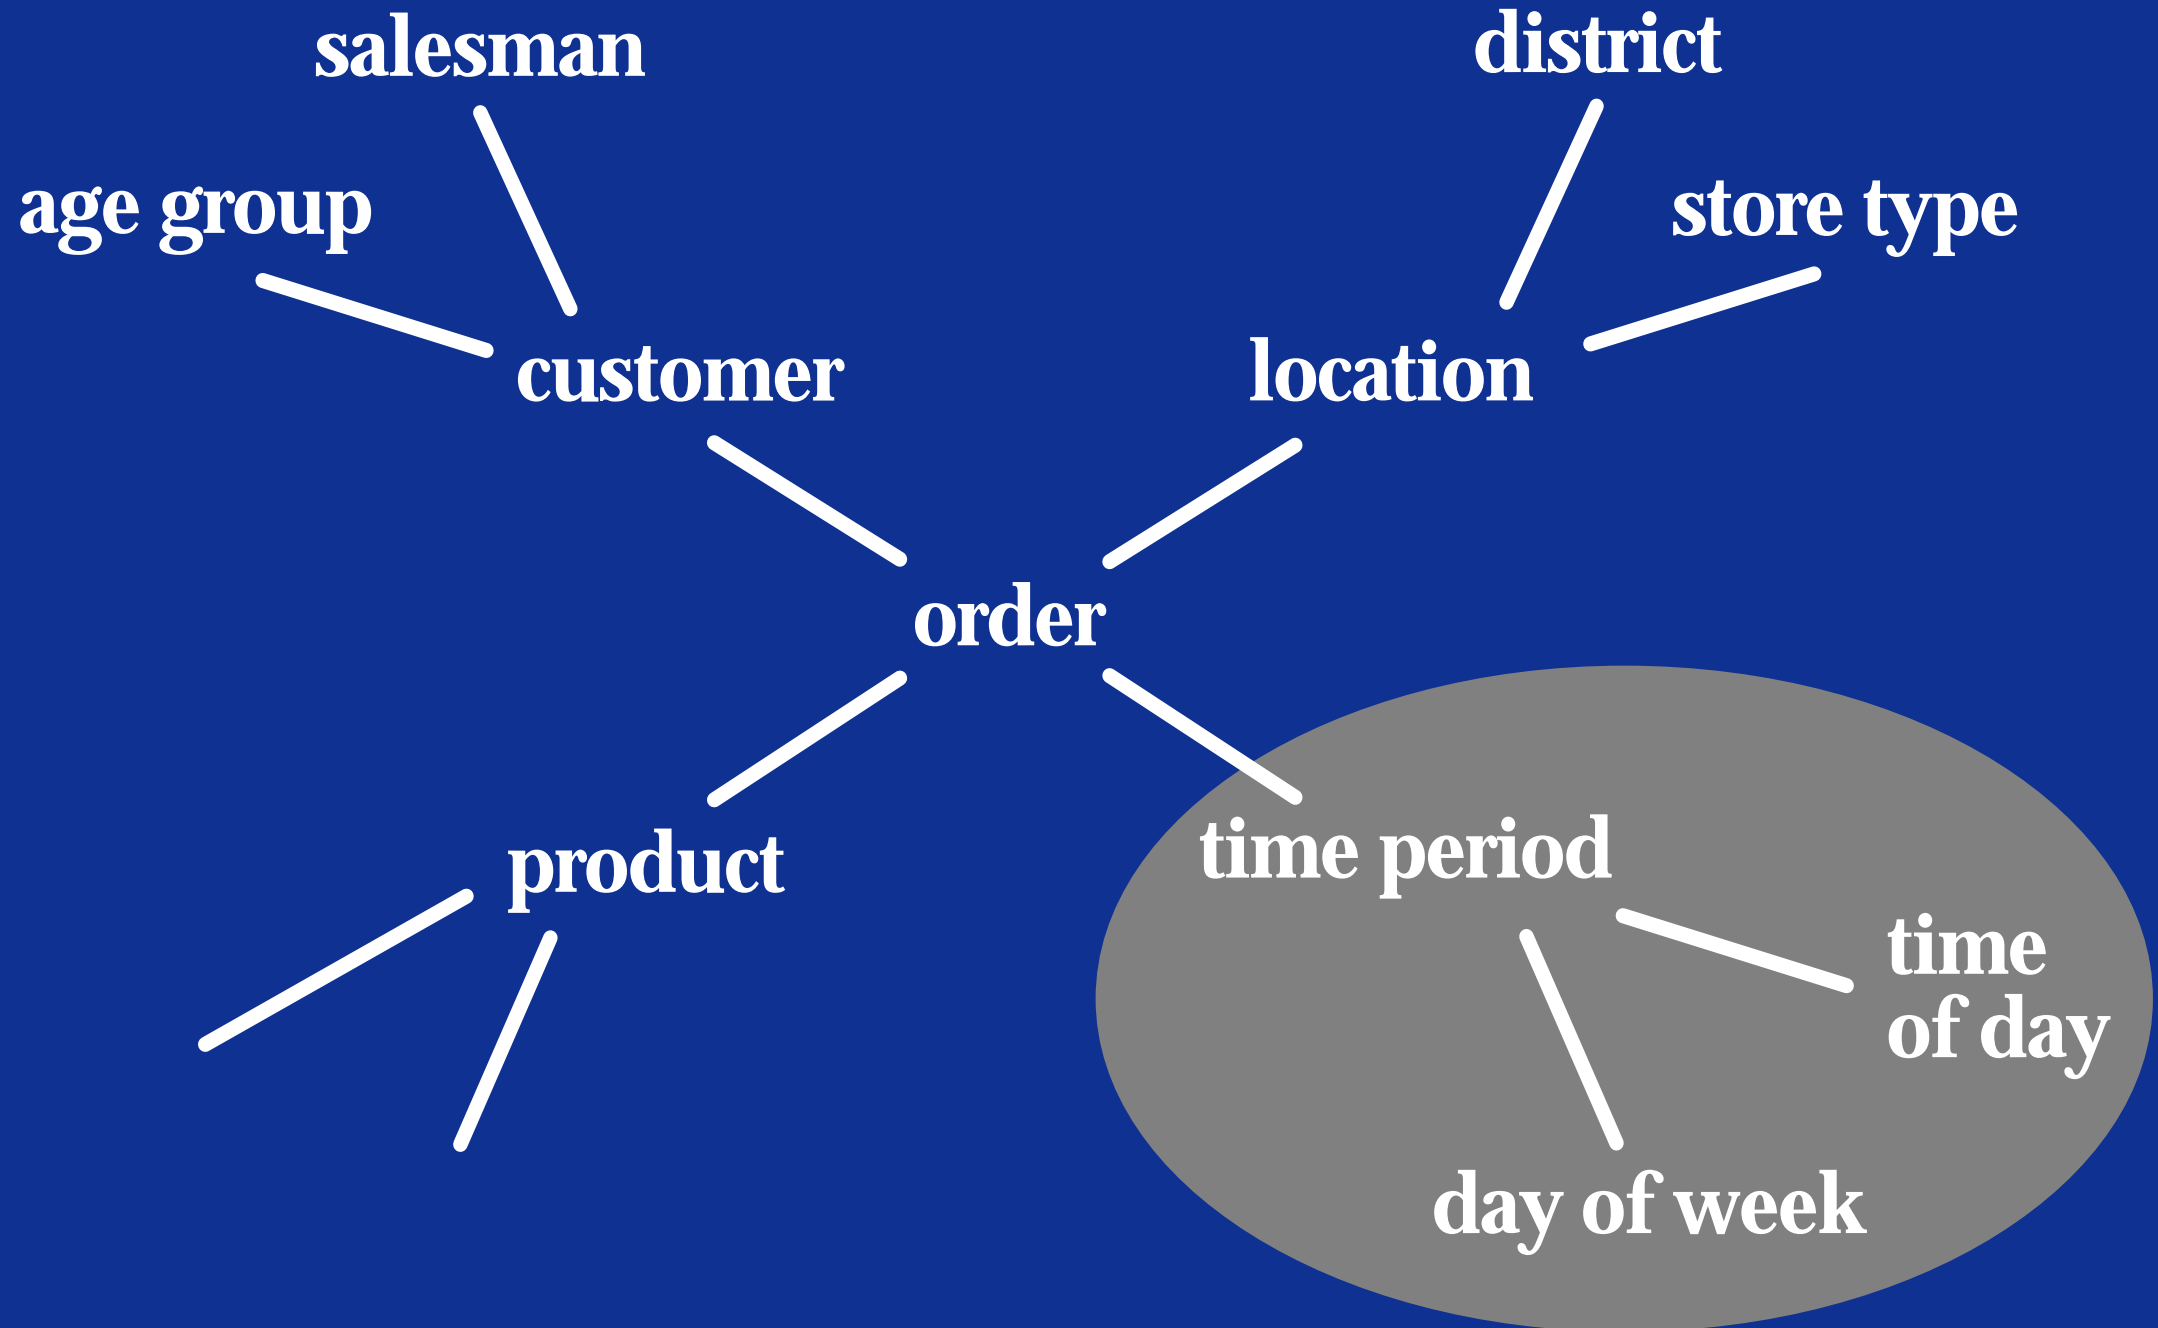 salesman
district
age group
store type
customer
location
order
product
time period
time
of day
day of week